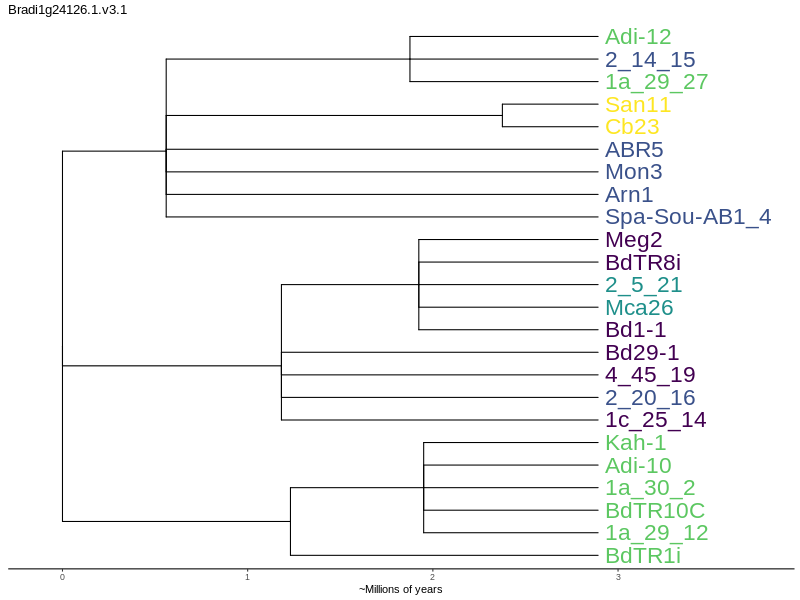 Bradi1g24126.1.v3.1
Adi-12
2_14_15
1a_29_27
San11
Cb23
ABR5
Mon3
Arn1
Spa-Sou-AB1_4
Meg2
BdTR8i
2_5_21
Mca26
Bd1-1
Bd29-1
4_45_19
2_20_16
1c_25_14
Kah-1
Adi-10
1a_30_2
BdTR10C
1a_29_12
BdTR1i
0 1 2 3
~Millions of years